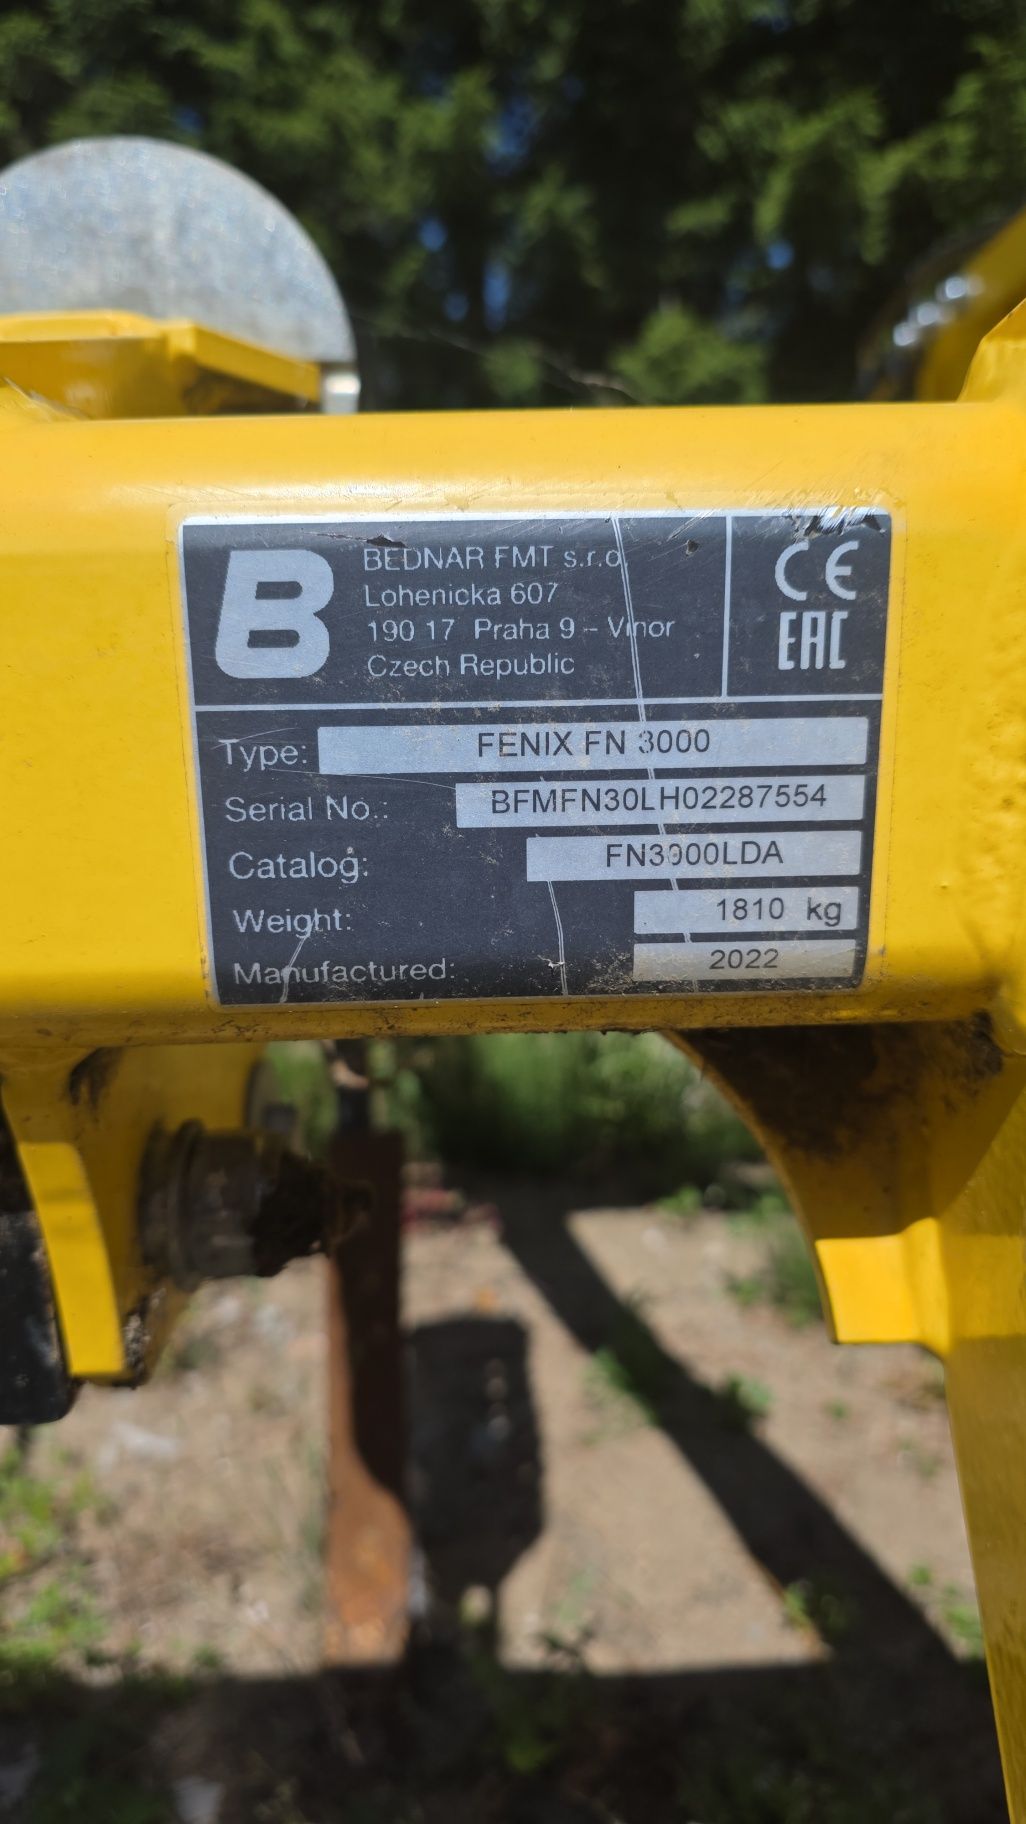 B
BEDNAR FMT s.r.o.
Lohenicka 607
190 17 Praha 9 – Vinor
Czech Republic
CE
EAC
Type: FENIX FN 3000
Serial No.: BFMFN30LH02287554
Catalog: FN3000LDA
Weight: 1810 kg
Manufactured: 2022